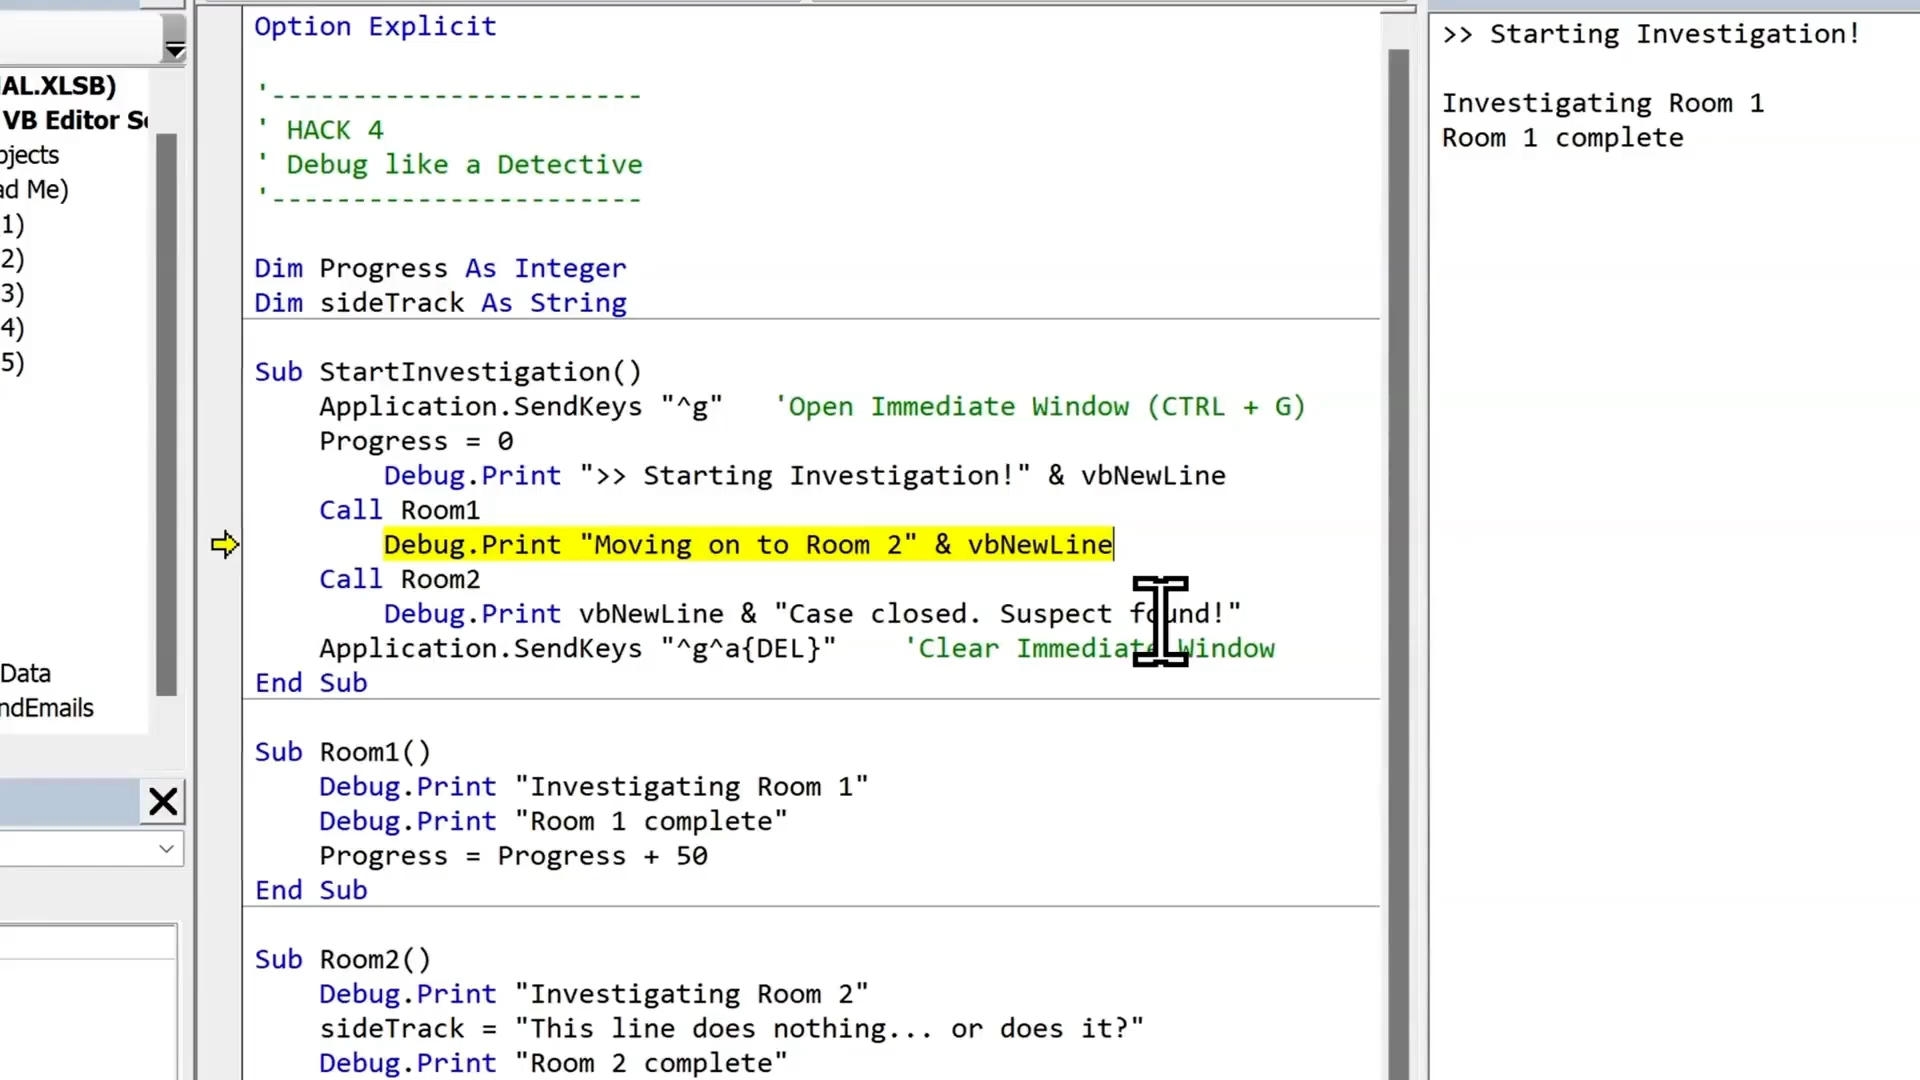 AL.XLSB)
VB Editor Se
bjects
ad Me)
1)
2)
3)
4)
5)
Data
ndEmails
Option Explicit
'-----------------------
' HACK 4
' Debug like a Detective
'-----------------------
Dim Progress As Integer
Dim sideTrack As String
Sub StartInvestigation()
Application.SendKeys "^g" 'Open Immediate Window (CTRL + G)
Progress = 0
Debug.Print ">> Starting Investigation!" & vbNewLine
Call Room1
Debug.Print "Moving on to Room 2" & vbNewLine
Call Room2
Debug.Print vbNewLine & "Case closed. Suspect found!"
Application.SendKeys "^g^a{DEL}" 'Clear Immediate Window
End Sub
Sub Room1()
Debug.Print "Investigating Room 1"
Debug.Print "Room 1 complete"
Progress = Progress + 50
End Sub
Sub Room2()
Debug.Print "Investigating Room 2"
sideTrack = "This line does nothing... or does it?"
Debug.Print "Room 2 complete"
>> Starting Investigation!
Investigating Room 1
Room 1 complete